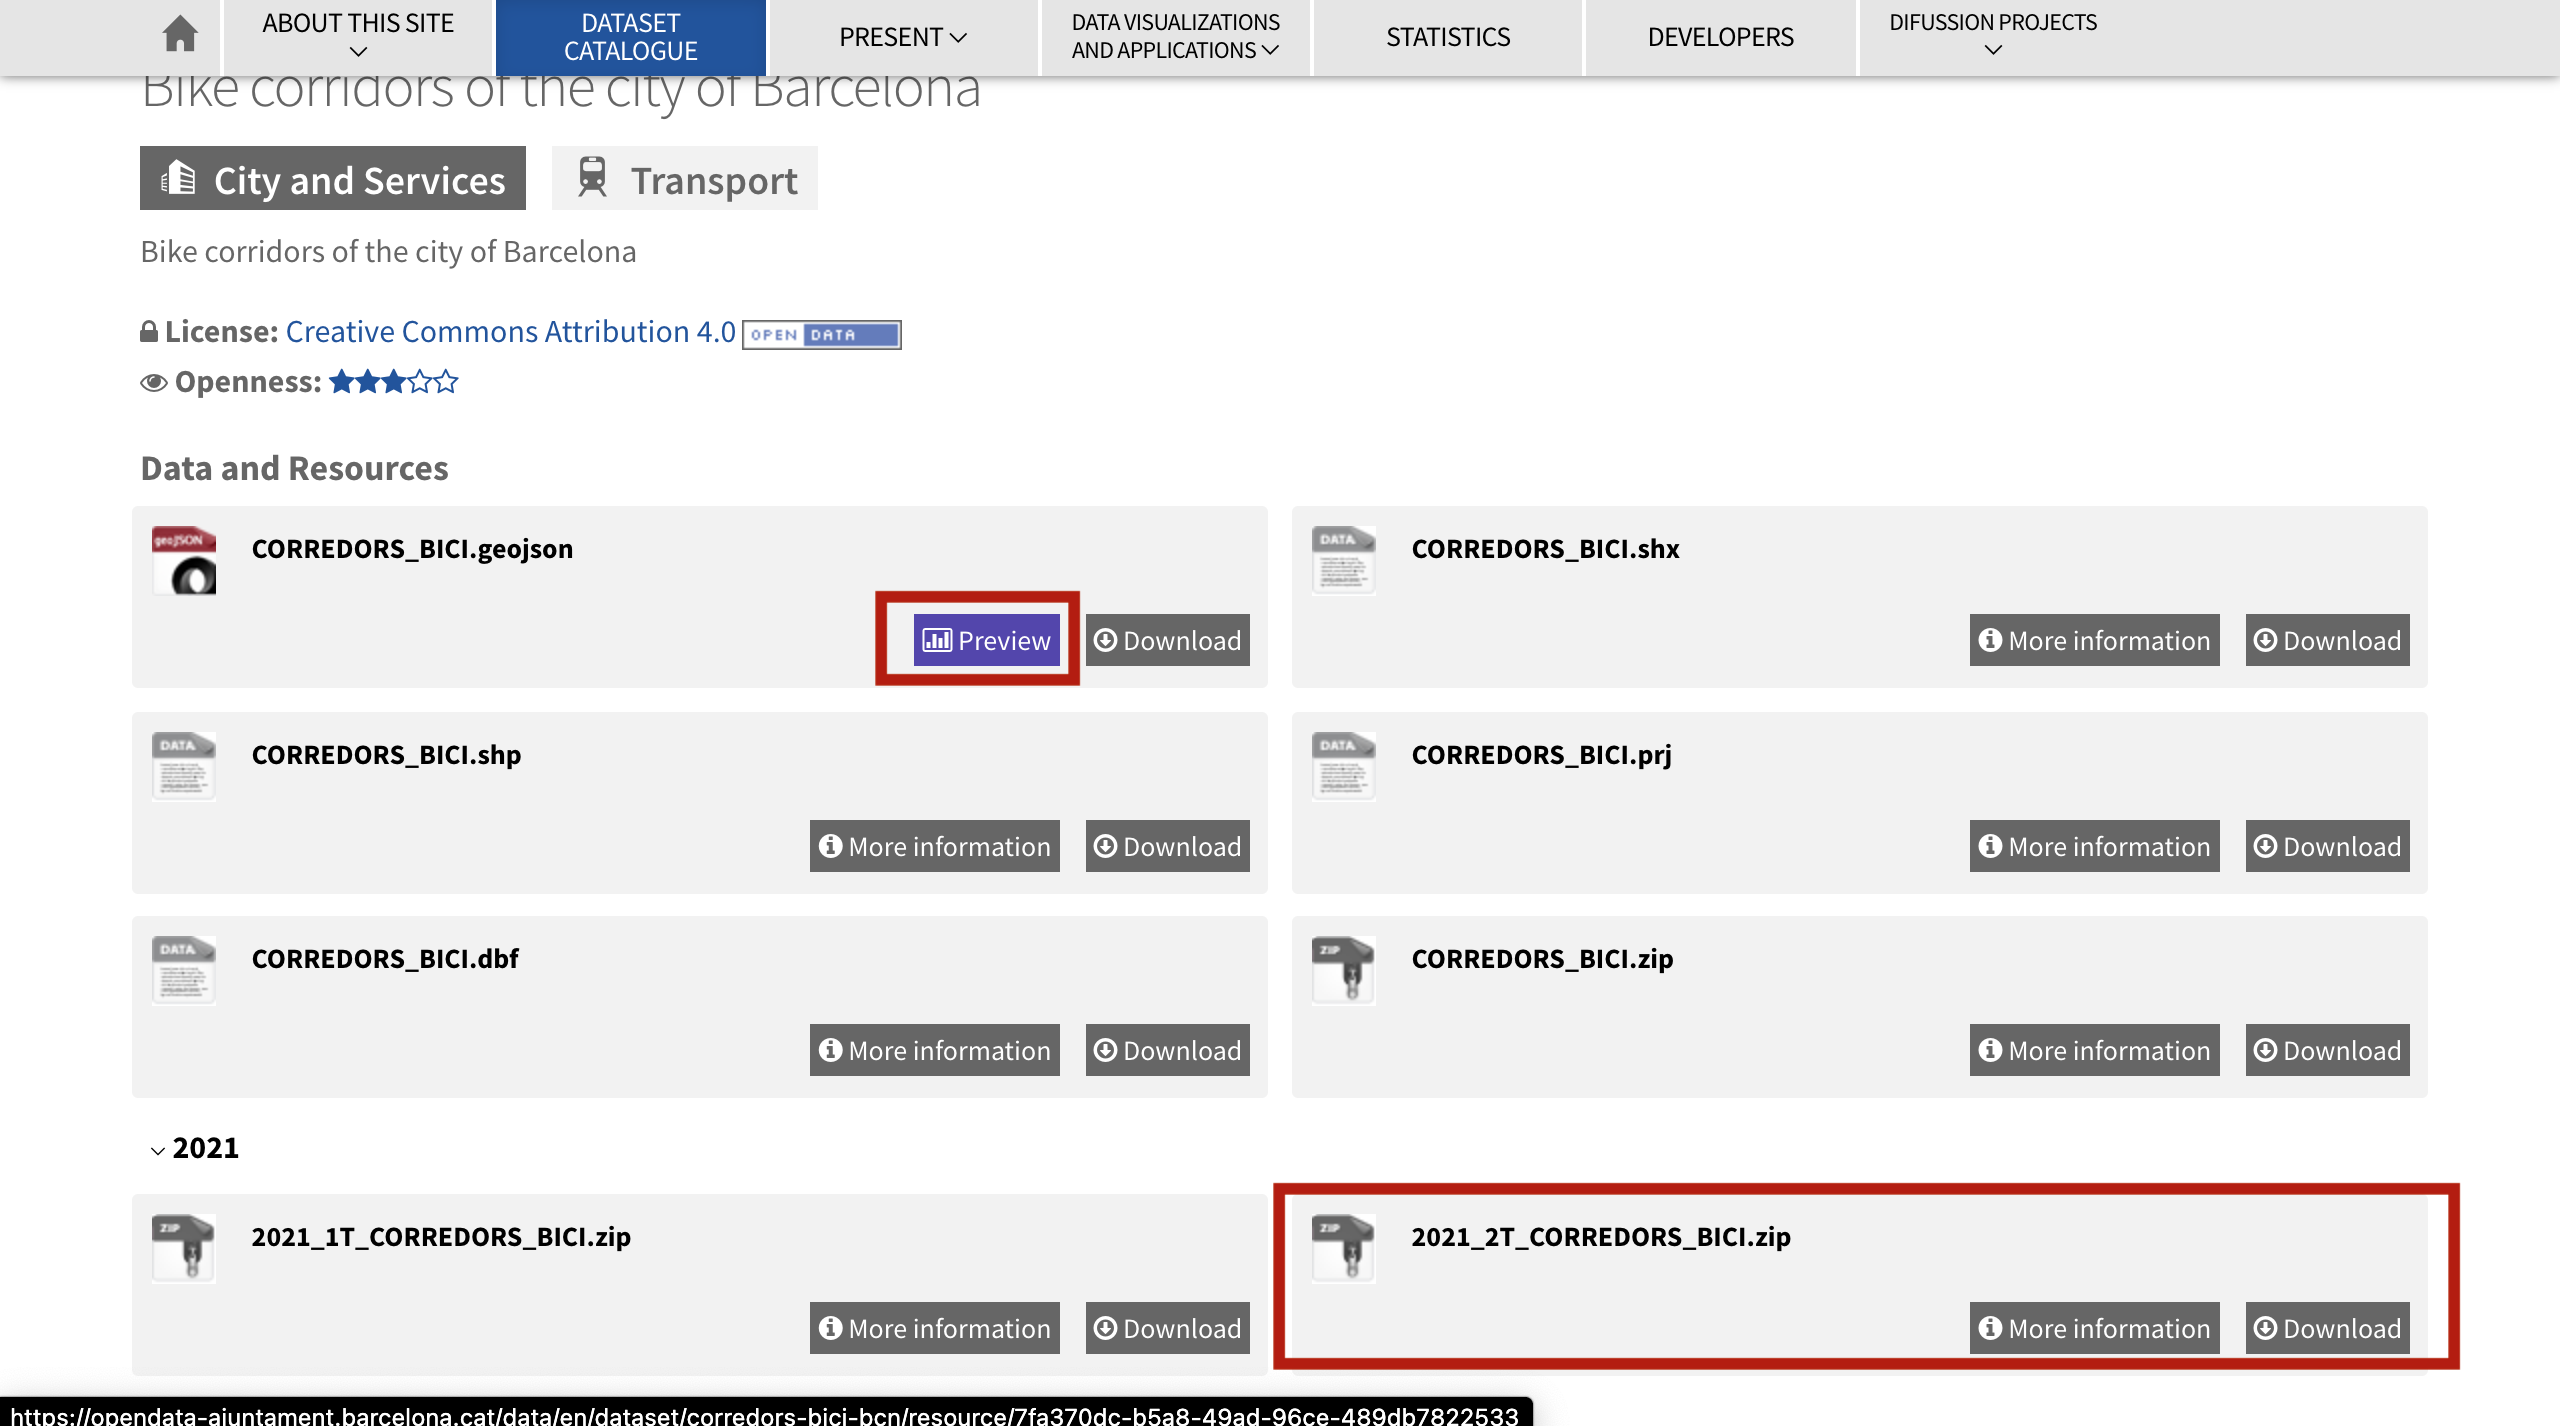 ABOUT THIS SITE
DATASET
CATALOGUE
PRESENT
DATA VISUALIZATIONS
AND APPLICATIONS
STATISTICS
DEVELOPERS
DIFUSSION PROJECTS
Bike corridors of the city of Barcelona
City and Services
Transport
Bike corridors of the city of Barcelona
License: Creative Commons Attribution 4.0 OPEN DATA
Openness:
Data and Resources
geoJSON
CORREDORS_BICI.geojson
Preview
Download
DATA
CORREDORS_BICI.shx
More information
Download
DATA
CORREDORS_BICI.shp
More information
Download
DATA
CORREDORS_BICI.prj
More information
Download
DATA
CORREDORS_BICI.dbf
More information
Download
ZIP
CORREDORS_BICI.zip
More information
Download
2021
ZIP
2021_1T_CORREDORS_BICI.zip
More information
Download
ZIP
2021_2T_CORREDORS_BICI.zip
More information
Download
https://opendata-ajuntament.barcelona.cat/data/en/dataset/corredors-bici-bcn/resource/7fa370dc-b5a8-49ad-96ce-489db7822533